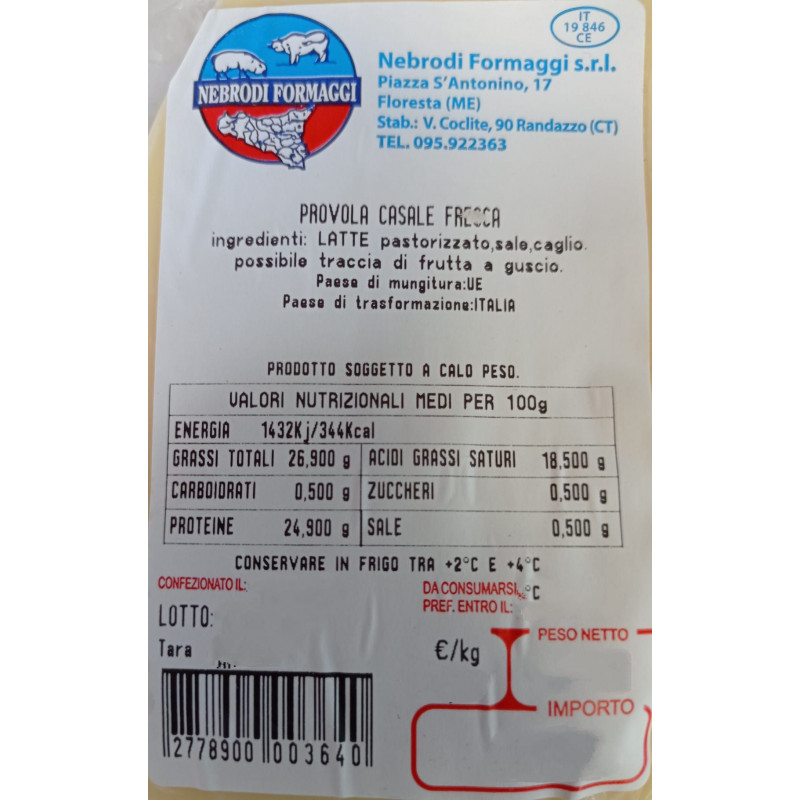 IT
19 846
CE
NEBRODI FORMAGGI
Nebrodi Formaggi s.r.l.
Piazza S'Antonino, 17
Floresta (ME)
Stab.: V. Coclite, 90 Randazzo (CT)
TEL. 095.922363
PROVOLA CASALE FRESCA
ingredienti: LATTE pastorizzato,sale,caglio.
possibile traccia di frutta a guscio.
Paese di mungitura:UE
Paese di trasformazione:ITALIA
PRODOTTO SOGGETTO A CALO PESO.
VALORI NUTRIZIONALI MEDI PER 100g
ENERGIA 1432Kj/344Kcal
GRASSI TOTALI 26,900 g ACIDI GRASSI SATURI 18,500 g
CARBOIDRATI 0,500 g ZUCCHERI 0,500 g
PROTEINE 24,900 g SALE 0,500 g
CONSERVARE IN FRIGO TRA +2°C E +4°C
CONFEZIONATO IL:
DA CONSUMARSI °C
PREF. ENTRO IL:
LOTTO:
Tara
€/kg
PESO NETTO
IMPORTO
2778900 003640